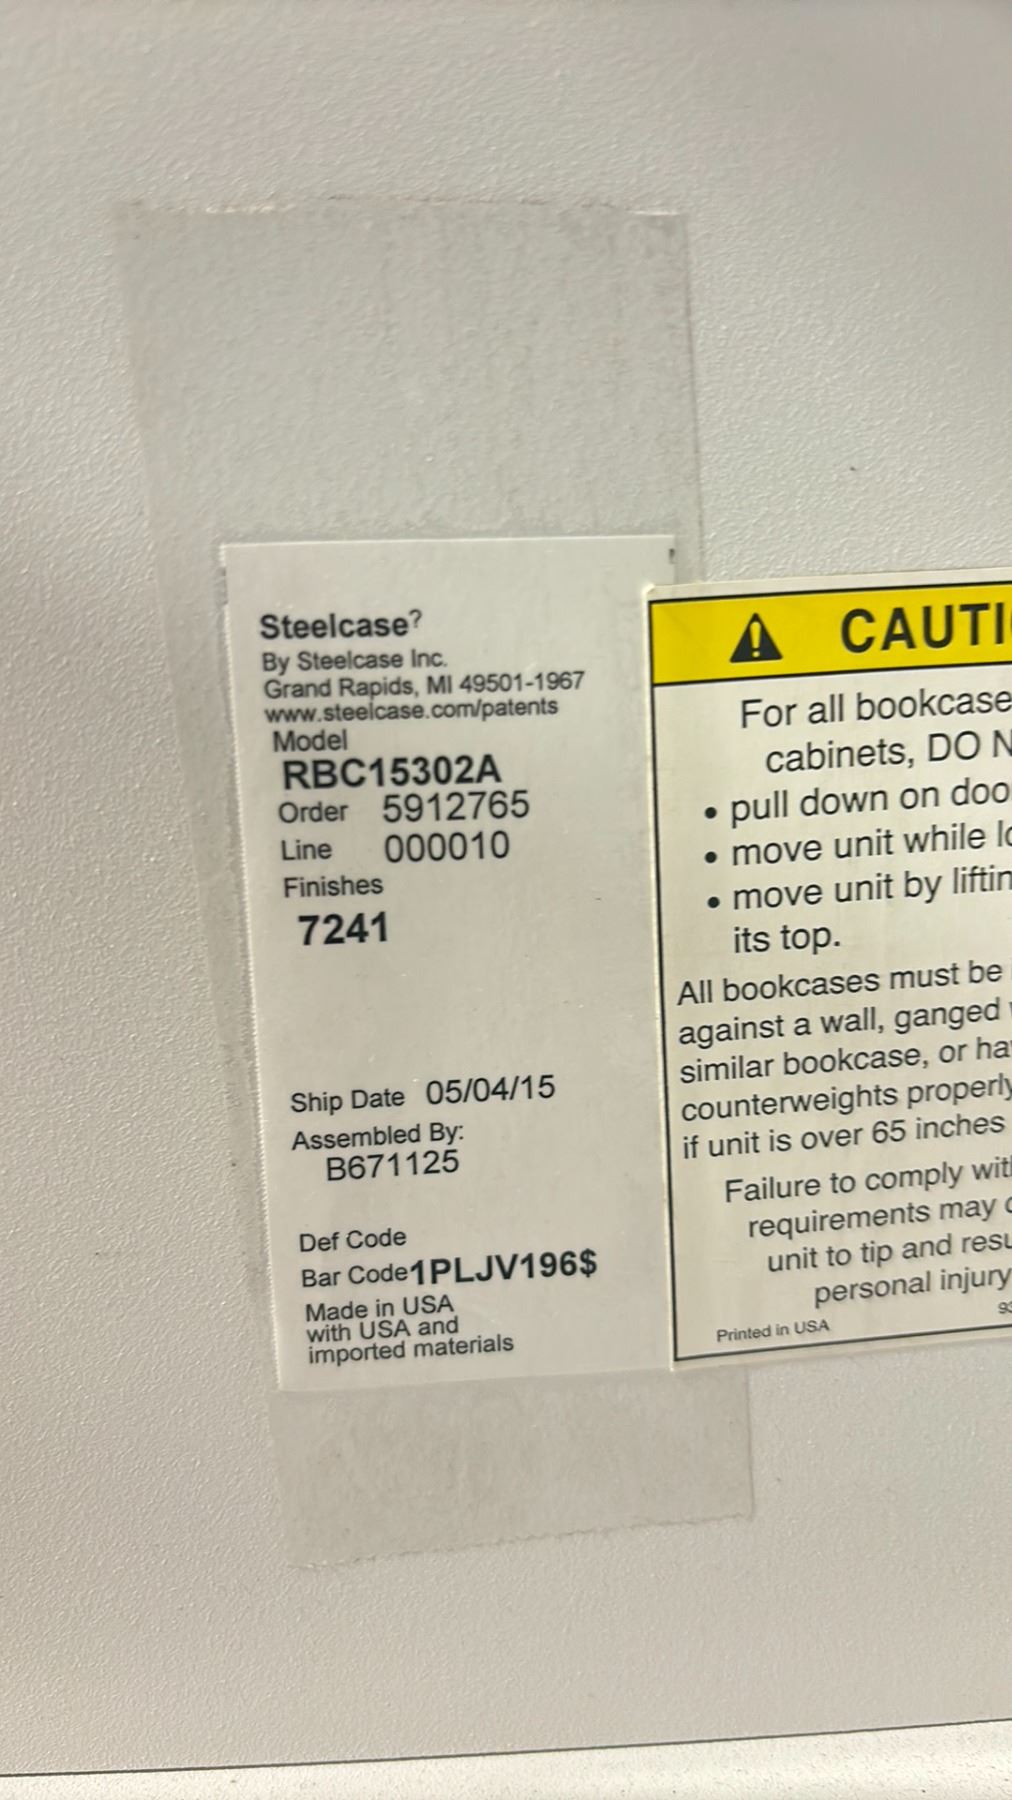 Steelcase?
By Steelcase Inc.
Grand Rapids, MI 49501-1967
www.steelcase.com/patents
Model
RBC15302A
Order 5912765
Line 000010
Finishes
7241
Ship Date 05/04/15
Assembled By:
B671125
Def Code
Bar Code1PLJV196$
Made in USA
with USA and
imported materials
CAUTI
For all bookcase
cabinets, DO N
• pull down on doo
• move unit while lo
• move unit by liftin
its top.
All bookcases must be
against a wall, ganged
similar bookcase, or ha
counterweights properly
if unit is over 65 inches
Failure to comply wit
requirements may
unit to tip and resu
personal injury
Printed in USA